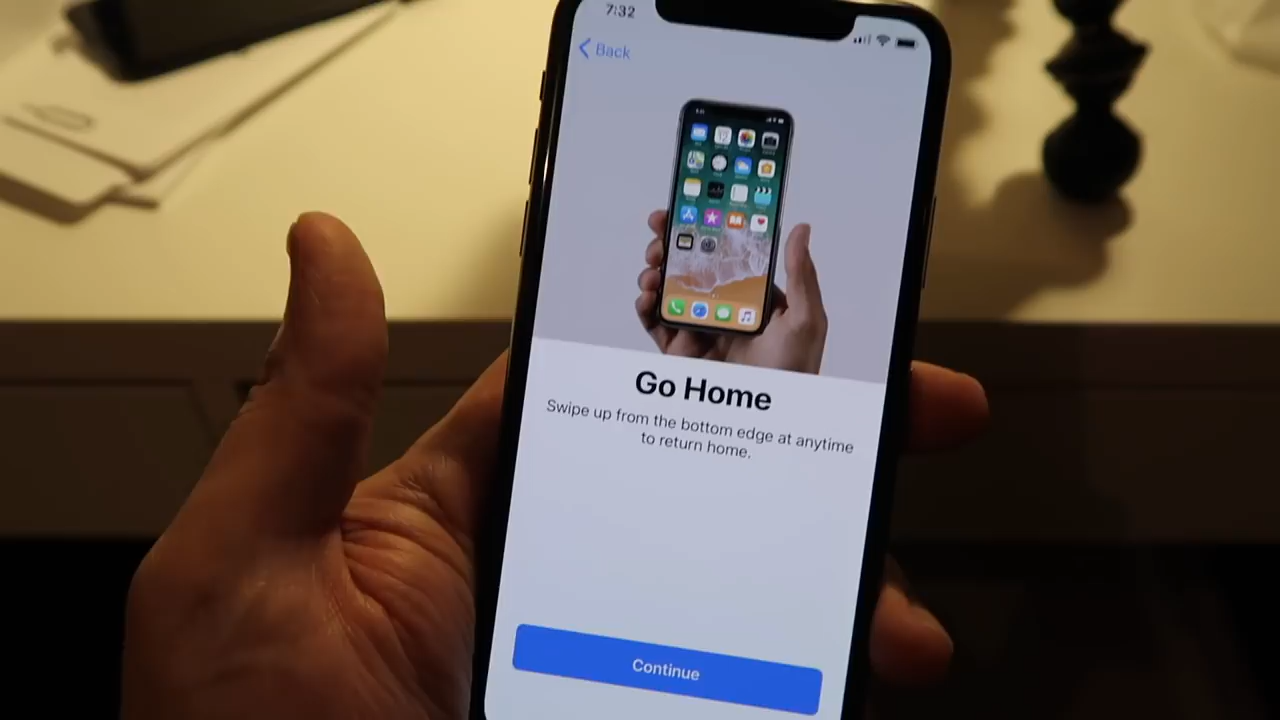 7:32
Back
Go Home
Swipe up from the bottom edge at anytime
to return home.
Continue